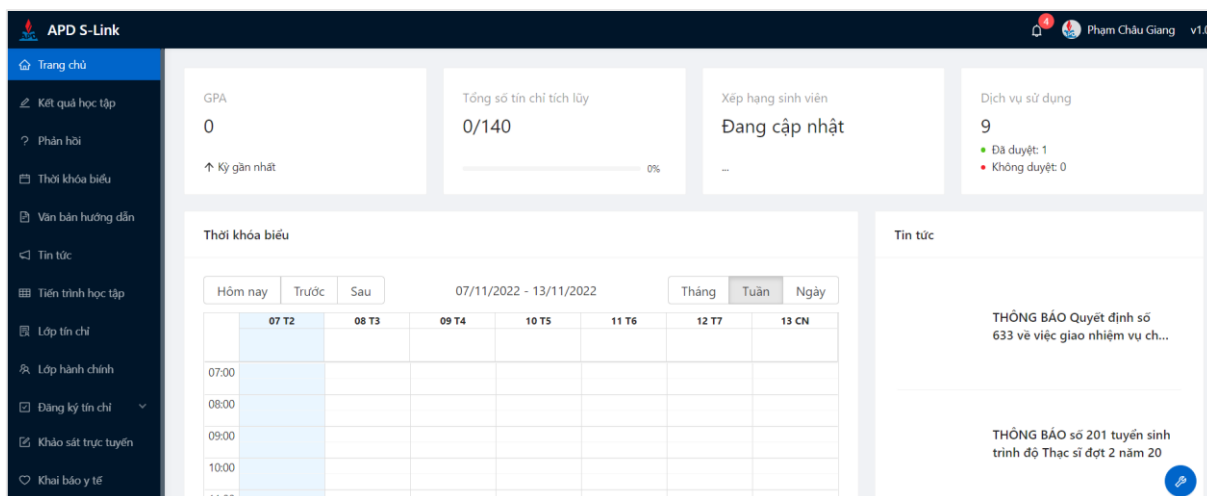 APD S-Link
4
Phạm Châu Giang
v1.0
Trang chủ
Kết quả học tập
Phản hồi
Thời khóa biểu
Văn bản hướng dẫn
Tin tức
Tiến trình học tập
Lớp tín chỉ
Lớp hành chính
Đăng ký tín chỉ
Khảo sát trực tuyến
Khai báo y tế
GPA
0
Kỳ gần nhất
Tổng số tín chỉ tích lũy
0/140
0%
Xếp hạng sinh viên
Đang cập nhật
...
Dịch vụ sử dụng
9
Đã duyệt: 1
Không duyệt: 0
Thời khóa biểu
Hôm nay Trước Sau
07/11/2022 - 13/11/2022
Tháng Tuần Ngày
07 T2 08 T3 09 T4 10 T5 11 T6 12 T7 13 CN
07:00
08:00
09:00
10:00
Tin tức
THÔNG BÁO Quyết định số
633 về việc giao nhiệm vụ ch...
THÔNG BÁO số 201 tuyển sinh
trình độ Thạc sĩ đợt 2 năm 20